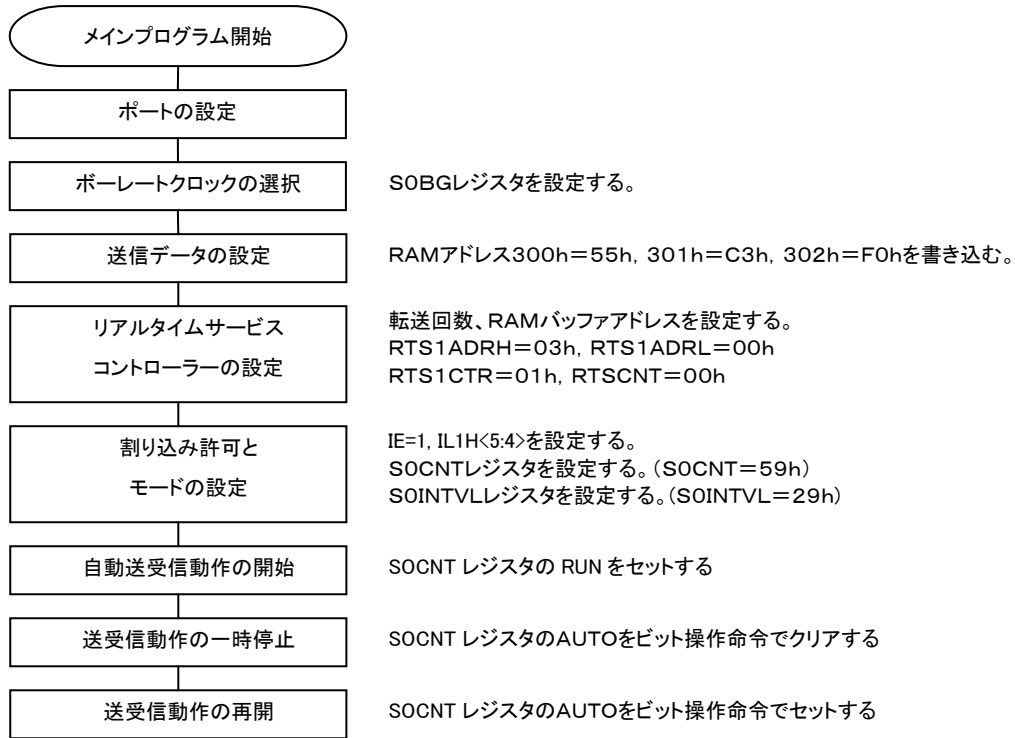 メインプログラム開始
ポートの設定
ボーレートクロックの選択
S0BGレジスタを設定する。
送信データの設定
RAMアドレス300h=55h, 301h=C3h, 302h=F0hを書き込む。
リアルタイムサービス
コントローラーの設定
転送回数、RAMバッファアドレスを設定する。
RTS1ADRH=03h, RTS1ADRL=00h
RTS1CTR=01h, RTSCNT=00h
割り込み許可と
モードの設定
IE=1, IL1H<5:4>を設定する。
S0CNTレジスタを設定する。(S0CNT=59h)
S0INTVLレジスタを設定する。(S0INTVL=29h)
自動送受信動作の開始
S0CNT レジスタの RUN をセットする
送受信動作の一時停止
S0CNT レジスタのAUTOをビット操作命令でクリアする
送受信動作の再開
S0CNT レジスタのAUTOをビット操作命令でセットする